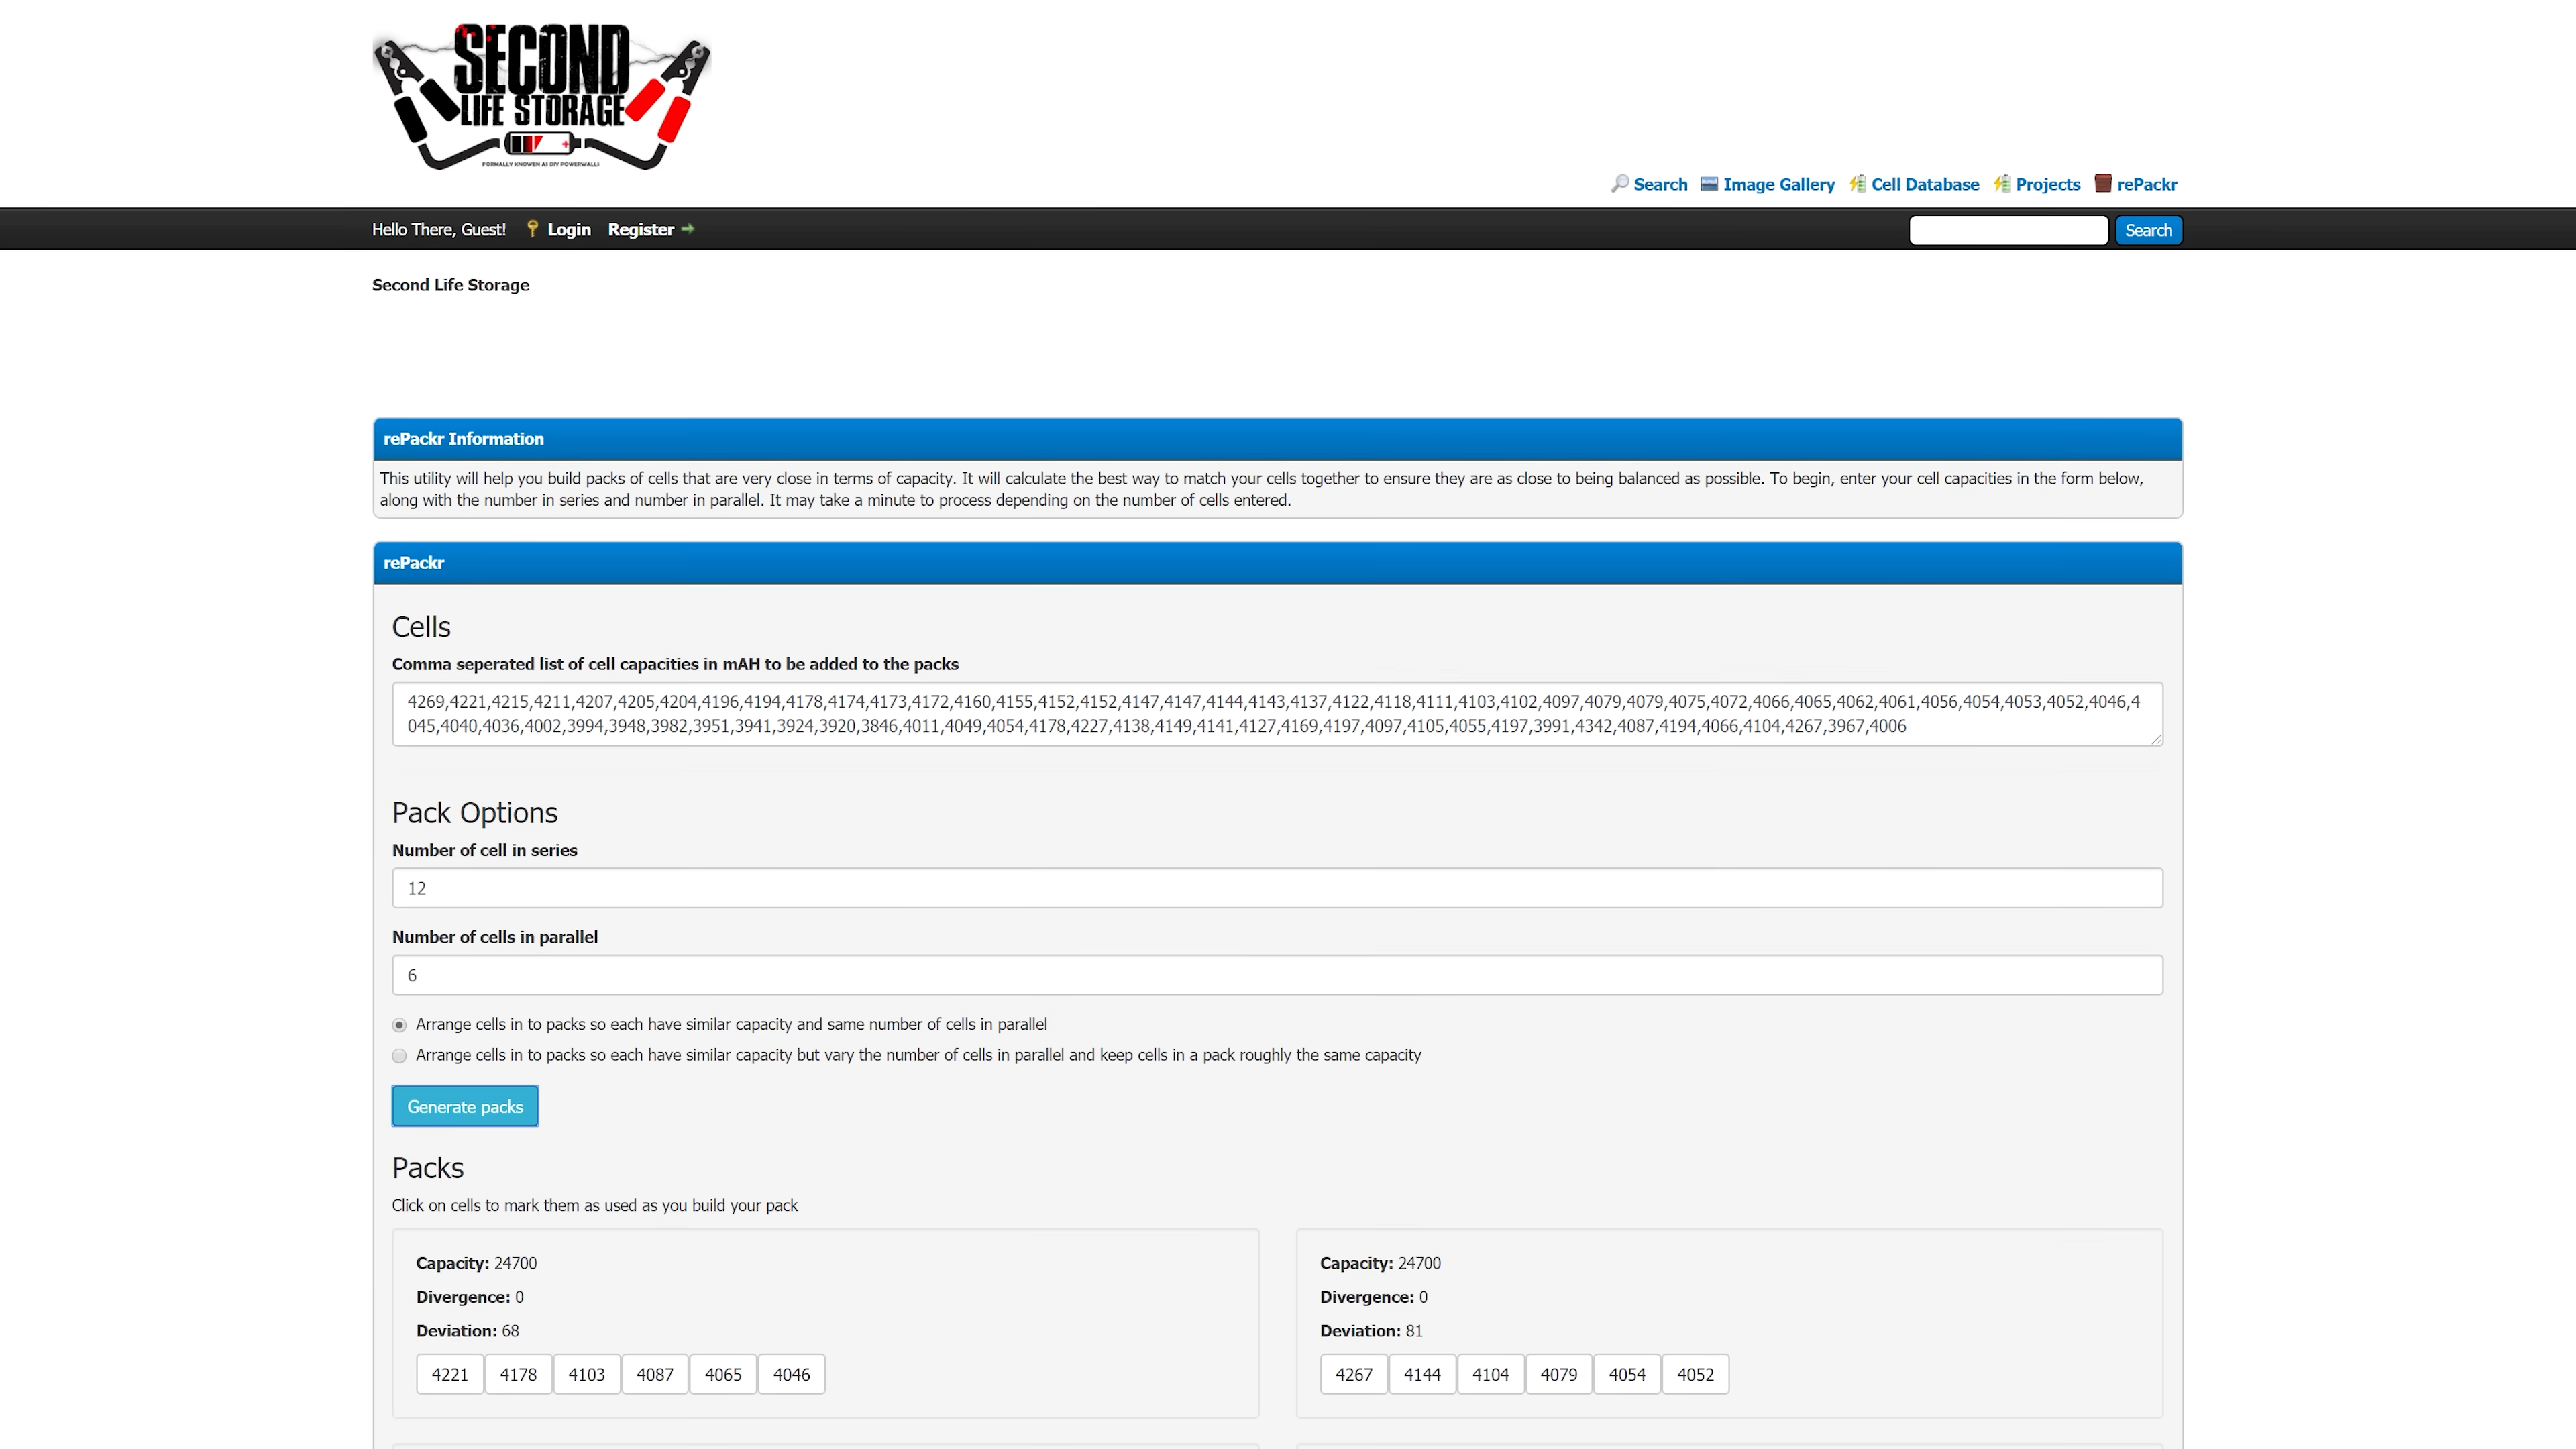 SECOND
LIFE STORAGE
FORMALLY KNOWEN AS DIY POWERWALLS
Search Image Gallery Cell Database Projects rePackr
Hello There, Guest! Login Register Search
Second Life Storage
rePackr Information
This utility will help you build packs of cells that are very close in terms of capacity. It will calculate the best way to match your cells together to ensure they are as close to being balanced as possible. To begin, enter your cell capacities in the form below,
along with the number in series and number in parallel. It may take a minute to process depending on the number of cells entered.
rePackr
Cells
Comma seperated list of cell capacities in mAH to be added to the packs
4269,4221,4215,4211,4207,4205,4204,4196,4194,4178,4174,4173,4172,4160,4155,4152,4152,4147,4147,4144,4143,4137,4122,4118,4111,4103,4102,4097,4079,4079,4075,4072,4066,4065,4062,4061,4056,4054,4053,4052,4046,4
045,4040,4036,4002,3994,3948,3982,3951,3941,3924,3920,3846,4011,4049,4054,4178,4227,4138,4149,4141,4127,4169,4197,4097,4105,4055,4197,3991,4342,4087,4194,4066,4104,4267,3967,4006
Pack Options
Number of cell in series
12
Number of cells in parallel
6
Arrange cells in to packs so each have similar capacity and same number of cells in parallel
Arrange cells in to packs so each have similar capacity but vary the number of cells in parallel and keep cells in a pack roughly the same capacity
Generate packs
Packs
Click on cells to mark them as used as you build your pack
Capacity: 24700
Divergence: 0
Deviation: 68
4221 4178 4103 4087 4065 4046
Capacity: 24700
Divergence: 0
Deviation: 81
4267 4144 4104 4079 4054 4052